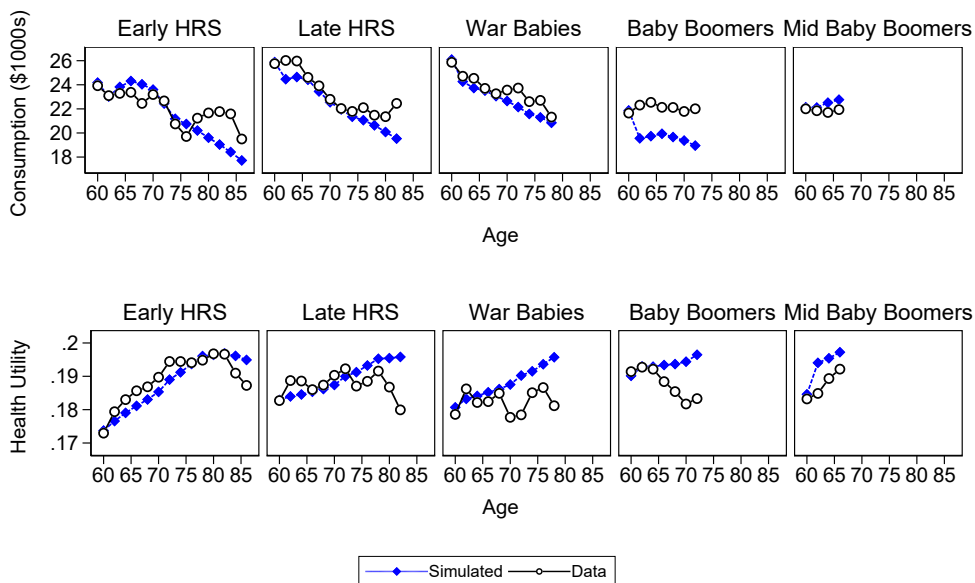 Early HRS Late HRS War Babies Baby Boomers Mid Baby Boomers
Consumption ($10000s)
26
24
22
20
18
60 65 70 75 80 85 60 65 70 75 80 85 60 65 70 75 80 85 60 65 70 75 80 85 60 65 70 75 80 85
Age
Early HRS Late HRS War Babies Baby Boomers Mid Baby Boomers
Health Utility
.2
.19
.18
.17
60 65 70 75 80 85 60 65 70 75 80 85 60 65 70 75 80 85 60 65 70 75 80 85 60 65 70 75 80 85
Age
Simulated Data